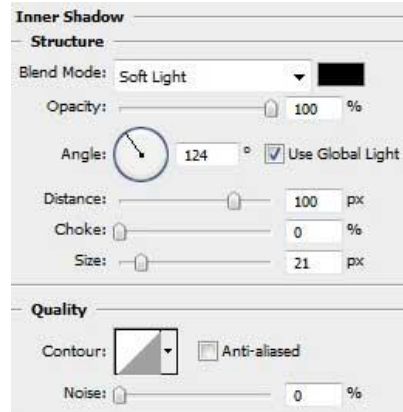 Inner Shadow
Structure
Blend Mode: Soft Light
Opacity: 100 %
Angle: 124 ° Use Global Light
Distance: 100 px
Choke: 0 %
Size: 21 px
Quality
Contour: Anti-aliased
Noise: 0 %